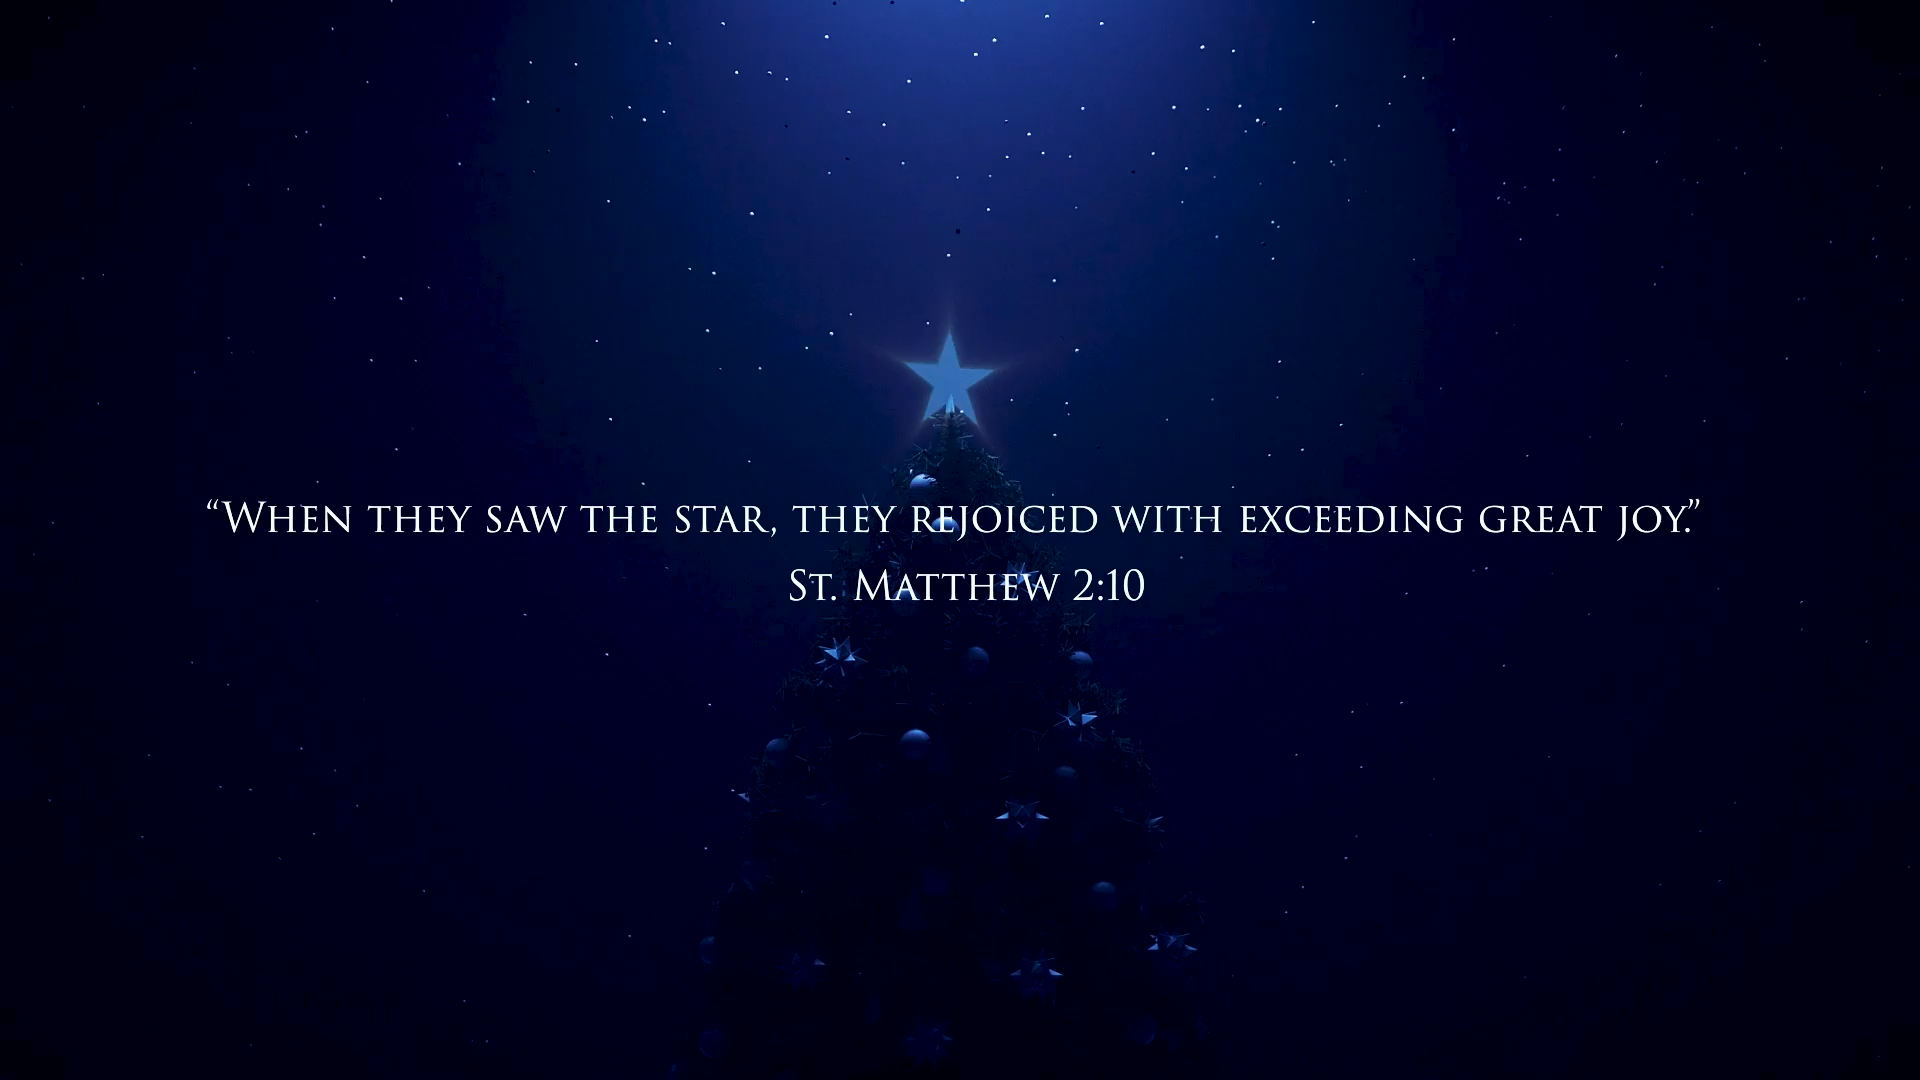 “When they saw the star, they rejoiced with exceeding great joy.”
St. Matthew 2:10